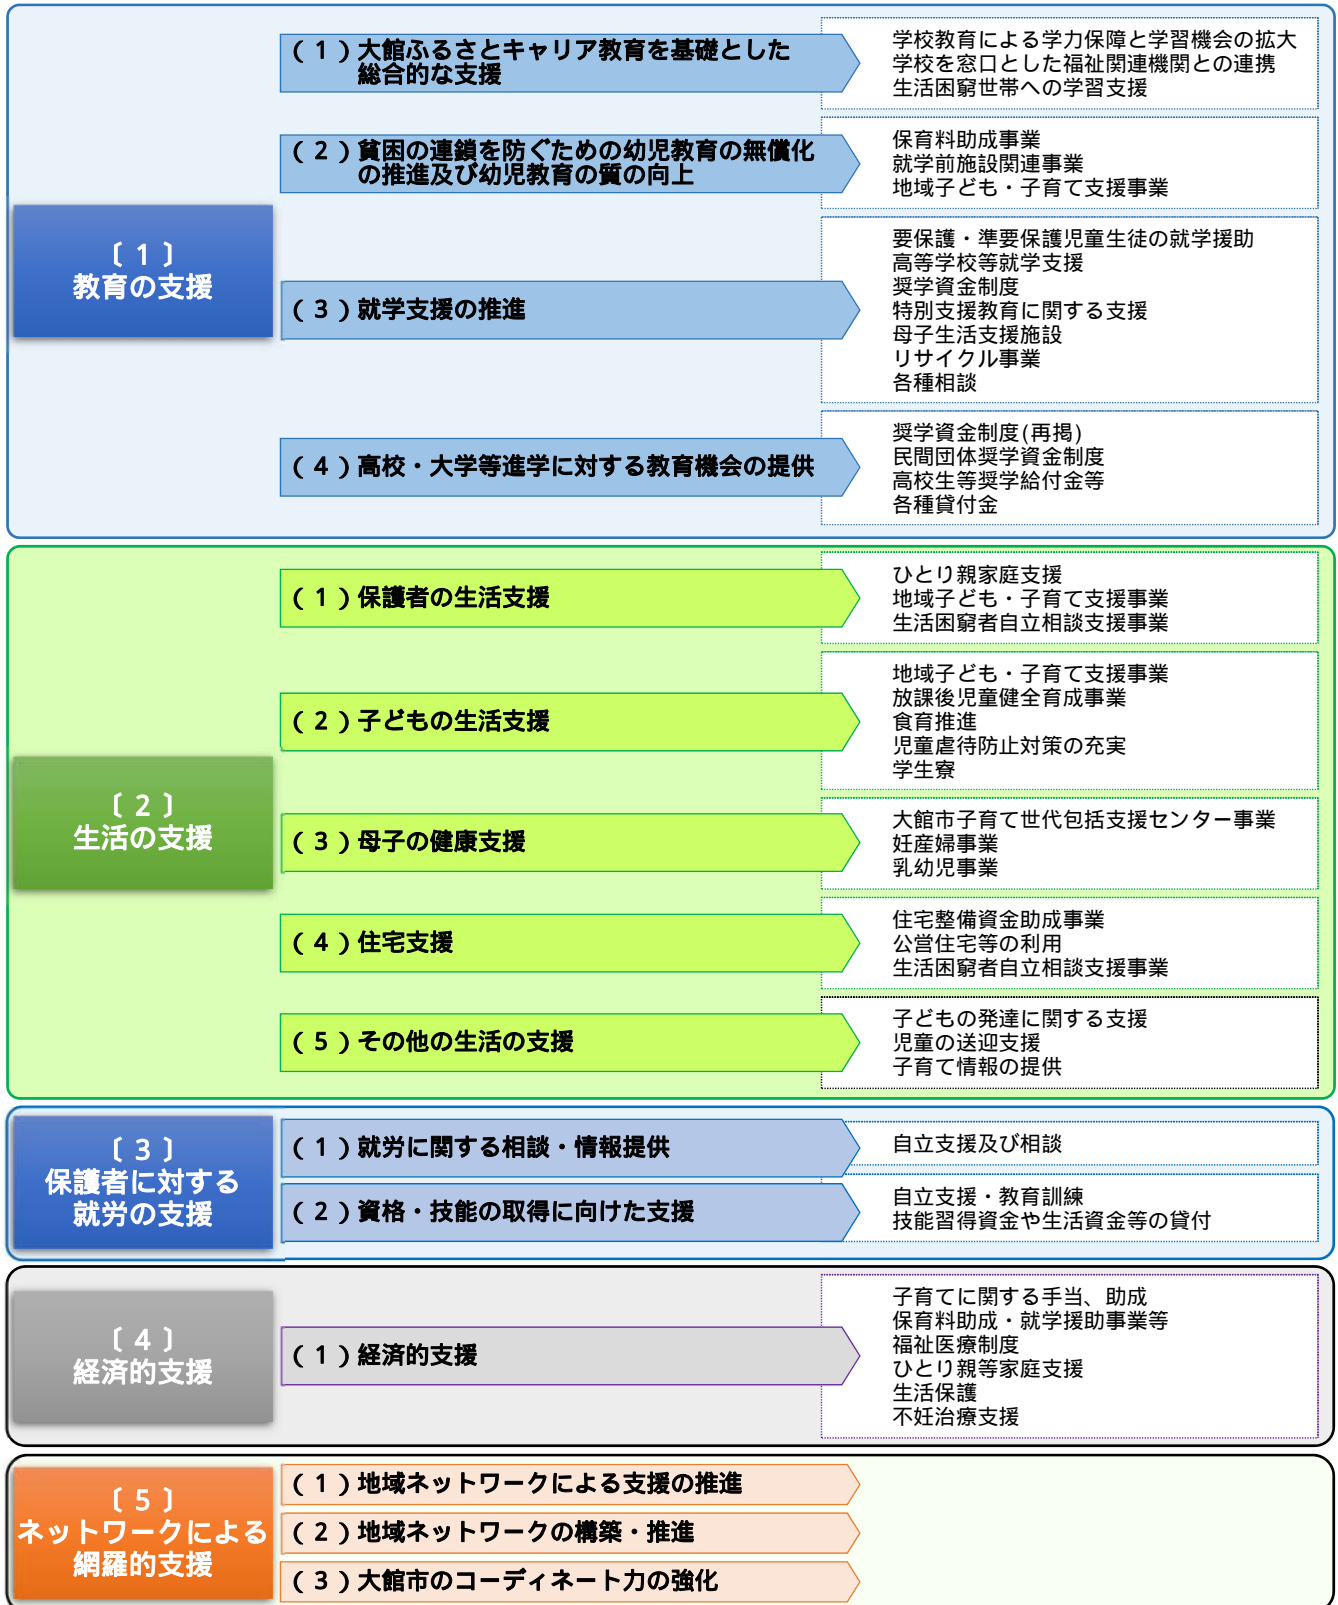 〔1〕
教育の支援
(1)大館ふるさとキャリア教育を基礎とした
総合的な支援
学校教育による学力保障と学習機会の拡大
学校を窓口とした福祉関連機関との連携
生活困窮世帯への学習支援
(2)貧困の連鎖を防ぐための幼児教育の無償化
の推進及び幼児教育の質の向上
保育料助成事業
就学前施設関連事業
地域子ども・子育て支援事業
(3)就学支援の推進
要保護・準要保護児童生徒の就学援助
高等学校等就学支援
奨学資金制度
特別支援教育に関する支援
母子生活支援施設
リサイクル事業
各種相談
(4)高校・大学等進学に対する教育機会の提供
奨学資金制度(再掲)
民間団体奨学資金制度
高校生等奨学給付金等
各種貸付金
〔2〕
生活の支援
(1)保護者の生活支援
ひとり親家庭支援
地域子ども・子育て支援事業
生活困窮者自立相談支援事業
(2)子どもの生活支援
地域子ども・子育て支援事業
放課後児童健全育成事業
食育推進
児童虐待防止対策の充実
学生寮
(3)母子の健康支援
大館市子育て世代包括支援センター事業
妊産婦事業
乳幼児事業
(4)住宅支援
住宅整備資金助成事業
公営住宅等の利用
生活困窮者自立相談支援事業
(5)その他の生活の支援
子どもの発達に関する支援
児童の送迎支援
子育て情報の提供
〔3〕
保護者に対する
就労の支援
(1)就労に関する相談・情報提供
自立支援及び相談
(2)資格・技能の取得に向けた支援
自立支援・教育訓練
技能習得資金や生活資金等の貸付
〔4〕
経済的支援
(1)経済的支援
子育てに関する手当、助成
保育料助成・就学援助事業等
福祉医療制度
ひとり親等家庭支援
生活保護
不妊治療支援
〔5〕
ネットワークによる
網羅的支援
(1)地域ネットワークによる支援の推進
(2)地域ネットワークの構築・推進
(3)大館市のコーディネート力の強化